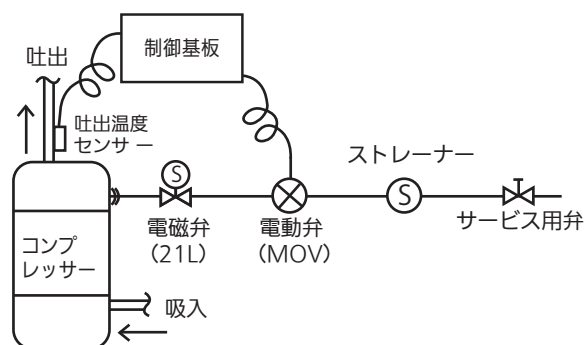 制御基板
吐出
吐出温度
センサー
S
ストレーナー
S
電磁弁
(21L)
電動弁
(MOV)
サービス用弁
コンプ
レッサー
吸入